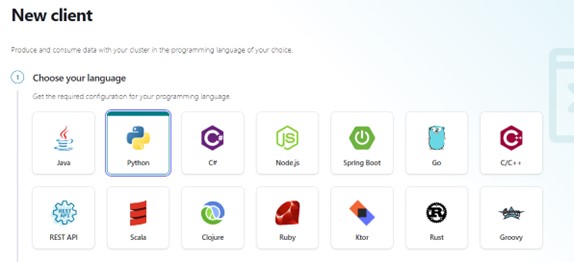 New client
Produce and consume data with your cluster in the programming language of your choice.
1 Choose your language
Get the required configuration for your programming language.
Java Python C# Node.js Spring Boot Go C/C++
REST API Scala Clojure Ruby Ktor Rust Groovy